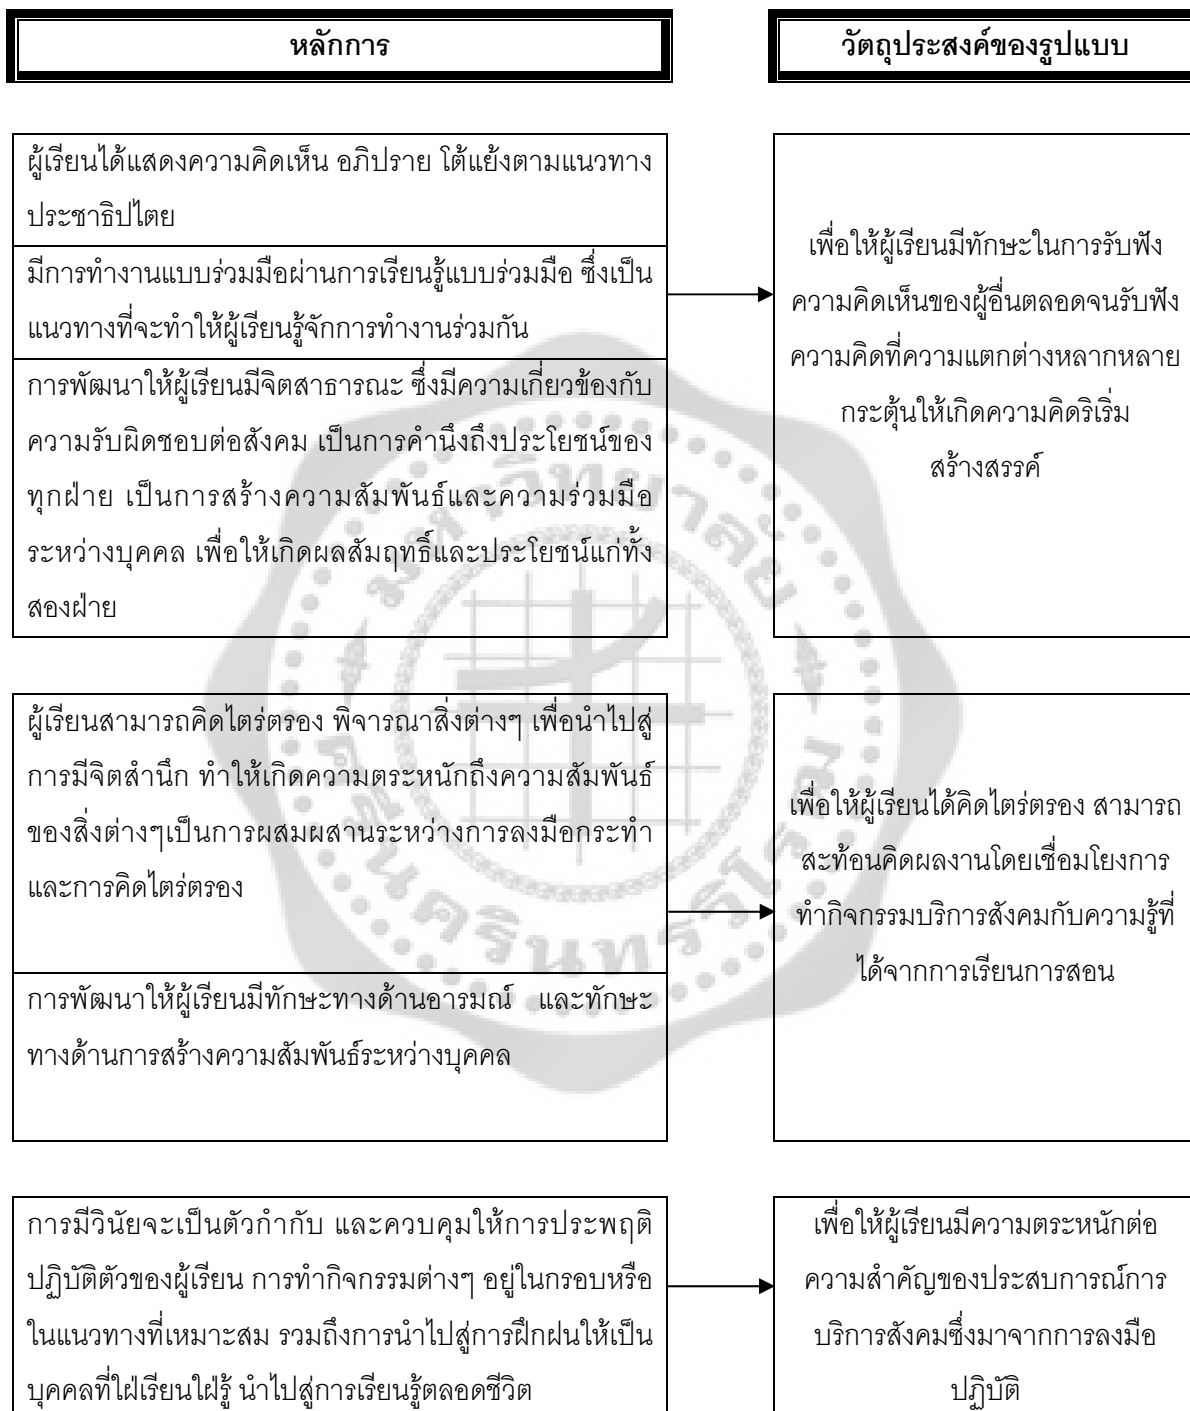 หลักการ
วัตถุประสงค์ของรูปแบบ
ผู้เรียนได้แสดงความคิดเห็น อภิปราย โต้แย้งตามแนวทาง
ประชาธิปไตย
มีการทำงานแบบร่วมมือผ่านการเรียนรู้แบบร่วมมือ ซึ่งเป็น
แนวทางที่จะทำให้ผู้เรียนรู้จักการทำงานร่วมกัน
การพัฒนาให้ผู้เรียนมีจิตสาธารณะ ซึ่งมีความเกี่ยวข้องกับ
ความรับผิดชอบต่อสังคม เป็นการคำนึงถึงประโยชน์ของ
ทุกฝ่าย เป็นการสร้างความสัมพันธ์และความร่วมมือ
ระหว่างบุคคล เพื่อให้เกิดผลสัมฤทธิ์และประโยชน์แก่ทั้ง
สองฝ่าย
เพื่อให้ผู้เรียนมีทักษะในการรับฟัง
ความคิดเห็นของผู้อื่นตลอดจนรับฟัง
ความคิดที่ความแตกต่างหลากหลาย
กระตุ้นให้เกิดความคิดริเริ่ม
สร้างสรรค์
ผู้เรียนสามารถคิดไตร่ตรอง พิจารณาสิ่งต่างๆ เพื่อนำไปสู่
การมีจิตสำนึก ทำให้เกิดความตระหนักถึงความสัมพันธ์
ของสิ่งต่างๆเป็นการผสมผสานระหว่างการลงมือกระทำ
และการคิดไตร่ตรอง
การพัฒนาให้ผู้เรียนมีทักษะทางด้านอารมณ์ และทักษะ
ทางด้านการสร้างความสัมพันธ์ระหว่างบุคคล
เพื่อให้ผู้เรียนได้คิดไตร่ตรอง สามารถ
สะท้อนคิดผลงานโดยเชื่อมโยงการ
ทำกิจกรรมบริการสังคมกับความรู้ที่
ได้จากการเรียนการสอน
การมีวินัยจะเป็นตัวกำกับ และควบคุมให้การประพฤติ
ปฏิบัติตัวของผู้เรียน การทำกิจกรรมต่างๆ อยู่ในกรอบหรือ
ในแนวทางที่เหมาะสม รวมถึงการนำไปสู่การฝึกฝนให้เป็น
บุคคลที่ใฝ่เรียนใฝ่รู้ นำไปสู่การเรียนรู้ตลอดชีวิต
เพื่อให้ผู้เรียนมีความตระหนักต่อ
ความสำคัญของประสบการณ์การ
บริการสังคมซึ่งมาจากการลงมือ
ปฏิบัติ
มหาวิทยาลัย
ศรีนครินทรวิโรฒ